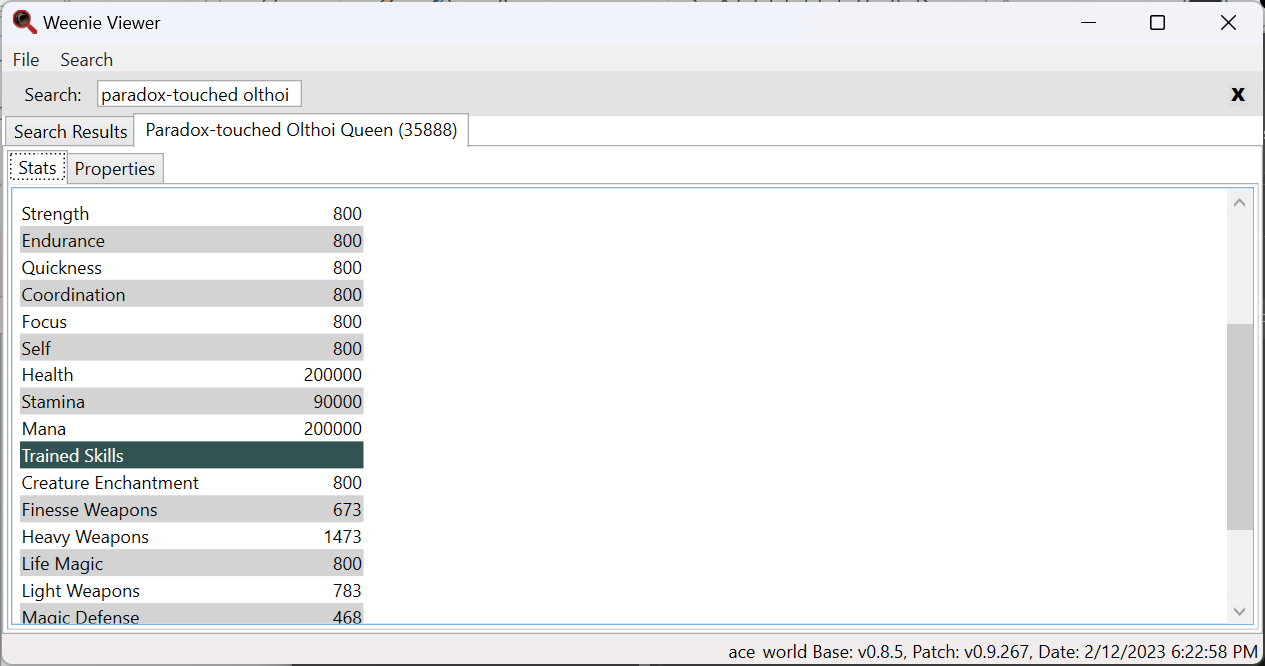 Weenie Viewer
File Search
Search: paradox-touched olthoi X
Search Results Paradox-touched Olthoi Queen (35888)
Stats Properties
Strength 800
Endurance 800
Quickness 800
Coordination 800
Focus 800
Self 800
Health 200000
Stamina 90000
Mana 200000
Trained Skills
Creature Enchantment 800
Finesse Weapons 673
Heavy Weapons 1473
Life Magic 800
Light Weapons 783
Magic Defense 468
ace world Base: v0.8.5, Patch: v0.9.267, Date: 2/12/2023 6:22:58 PM